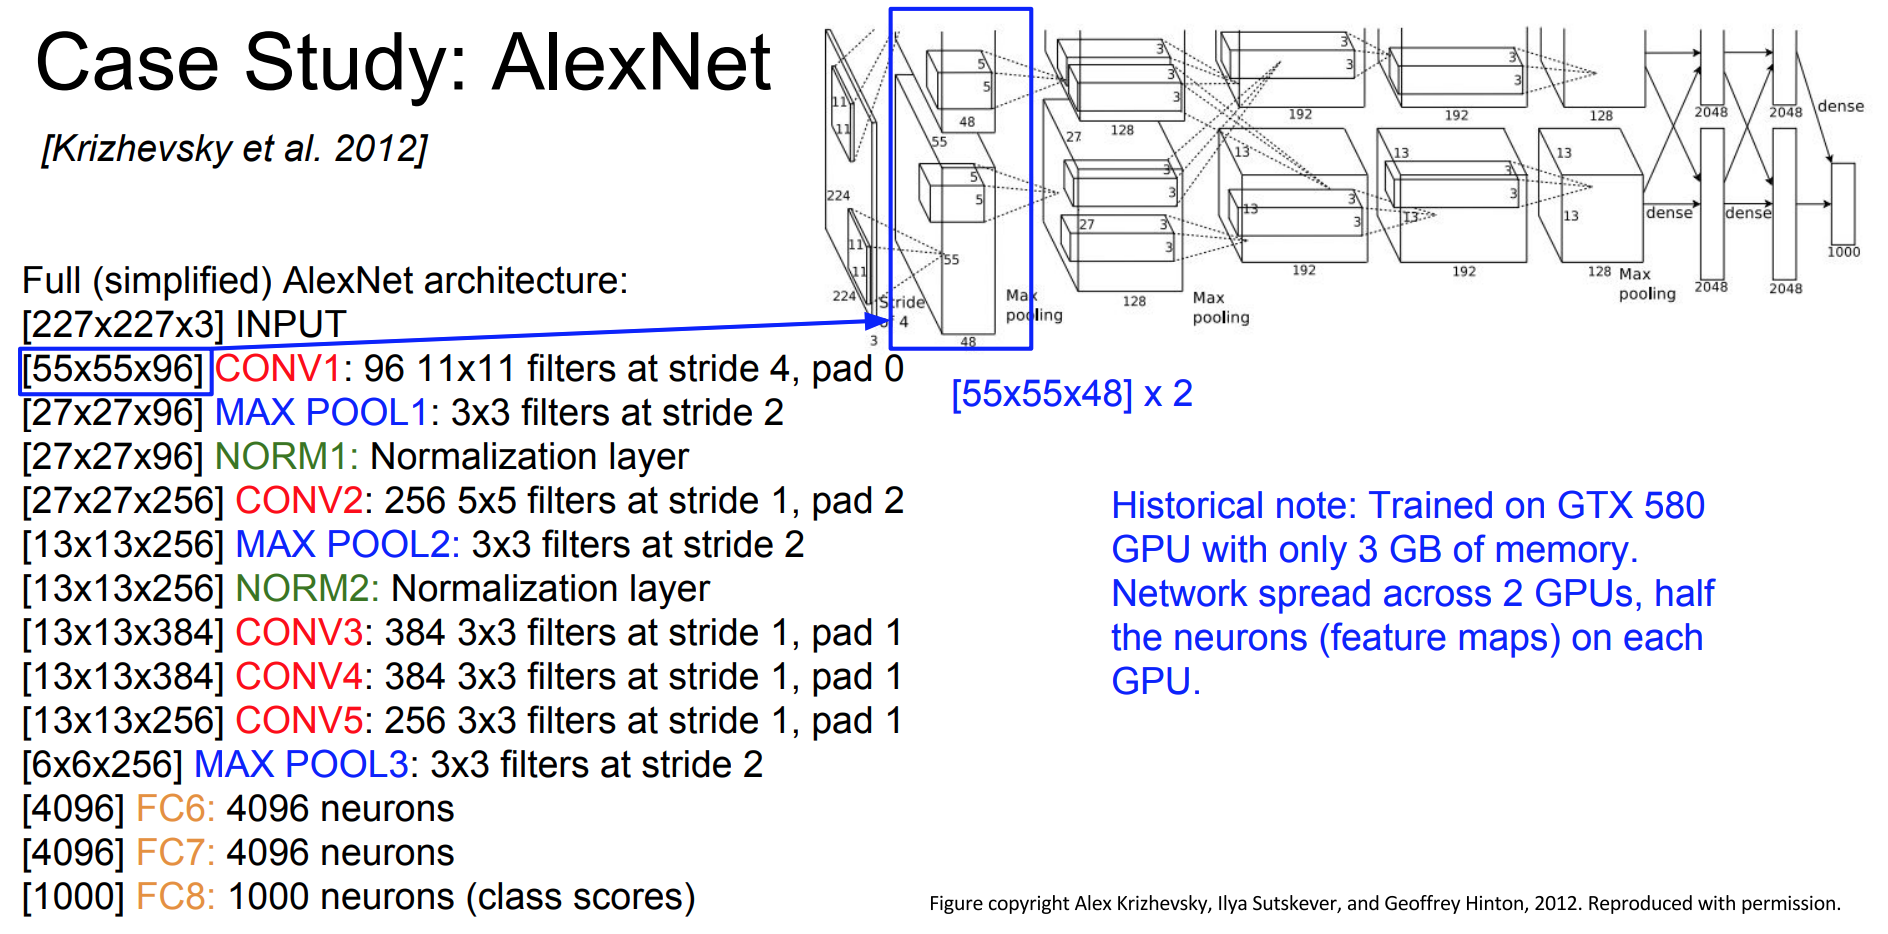 Case Study: AlexNet
[Krizhevsky et al. 2012]
Full (simplified) AlexNet architecture:
[227x227x3] INPUT
[55x55x96] CONV1: 96 11x11 filters at stride 4, pad 0
[27x27x96] MAX POOL1: 3x3 filters at stride 2
[27x27x96] NORM1: Normalization layer
[27x27x256] CONV2: 256 5x5 filters at stride 1, pad 2
[13x13x256] MAX POOL2: 3x3 filters at stride 2
[13x13x256] NORM2: Normalization layer
[13x13x384] CONV3: 384 3x3 filters at stride 1, pad 1
[13x13x384] CONV4: 384 3x3 filters at stride 1, pad 1
[13x13x256] CONV5: 256 3x3 filters at stride 1, pad 1
[6x6x256] MAX POOL3: 3x3 filters at stride 2
[4096] FC6: 4096 neurons
[4096] FC7: 4096 neurons
[1000] FC8: 1000 neurons (class scores)
11
11
224
11
11
224
3
Stride
of 4
5
5
48
55
5
5
55
48
Max
pooling
3
3
3
128
27
3
3
27
3
3
128
Max
pooling
3
3
192
13
3
3
13
192
3
3
192
13
3
3
13
192
128
13
13
128
Max
pooling
2048
2048
dense
dense
dense
2048
2048
1000
[55x55x48] x 2
Historical note: Trained on GTX 580
GPU with only 3 GB of memory.
Network spread across 2 GPUs, half
the neurons (feature maps) on each
GPU.
Figure copyright Alex Krizhevsky, Ilya Sutskever, and Geoffrey Hinton, 2012. Reproduced with permission.